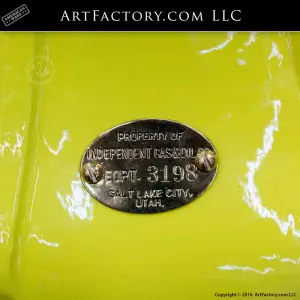 ArtFactory.com LLC
PROPERTY OF
INDEPENDENT GAS & OIL CO
EQPT. 3198
SALT LAKE CITY,
UTAH.
Copyright © 2016 ArtFactory.com LLC